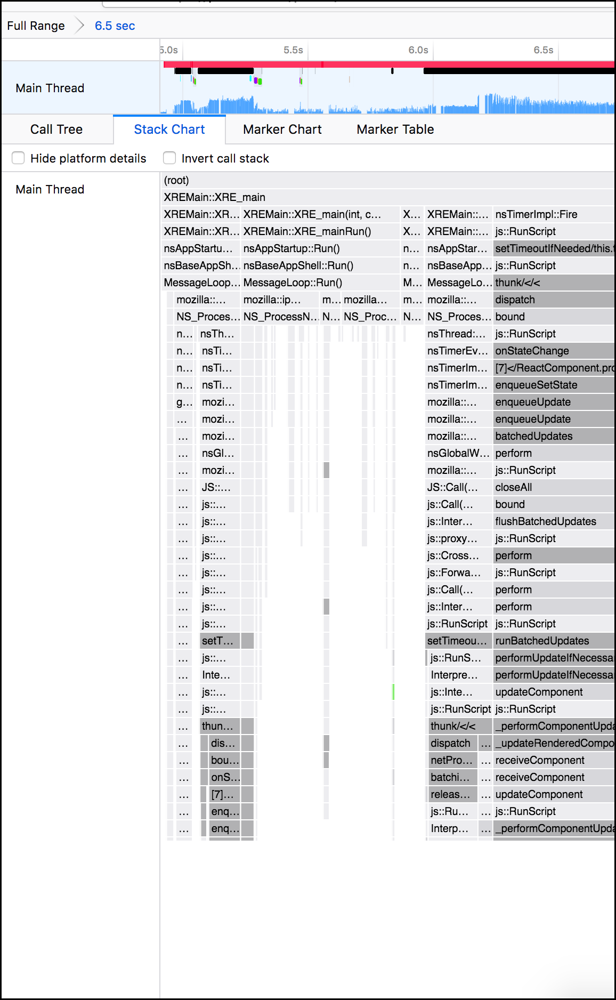 Full Range 6.5 sec
5.0s 5.5s 6.0s 6.5s
Main Thread
Call Tree Stack Chart Marker Chart Marker Table
Hide platform details Invert call stack
Main Thread
(root)
XREMain::XRE_main
XREMain::XR... XREMain::XRE_main(int, c... X... XREMain::... nsTimerImpl::Fire
XREMain::XR... XREMain::XRE_mainRun() X... XREMain::... js::RunScript
nsAppStartu... nsAppStartup::Run() n... nsAppStar... setTimeoutIfNeeded/this.
nsBaseAppSh... nsBaseAppShell::Run() n... nsBaseApp... js::RunScript
MessageLoop... MessageLoop::Run() M... MessageLo... thunk/</<
mozilla::... mozilla::ip... m... mozilla... m... mozilla::... dispatch
NS_Proces... NS_ProcessN... N... NS_Proc... N... NS_Proces... bound
n... nsTh... nsThread:... js::RunScript
n... nsTi... nsTimerEv... onStateChange
n... nsTi... nsTimerIm... [7]</ReactComponent.pro
n... nsTi... nsTimerIm... enqueueSetState
g... mozi... mozilla::... enqueueUpdate
... mozi... mozilla::... enqueueUpdate
... mozi... mozilla::... batchedUpdates
... nsGl... nsGlobalW... perform
... mozi... mozilla::... js::RunScript
... JS::... JS::Call(... closeAll
... js::... js::Call(... bound
... js::... js::Inter... flushBatchedUpdates
... js::... js::proxy... js::RunScript
... js::... js::Cross... perform
... js::... js::Forwa... js::RunScript
... js::... js::Call(... perform
... js::... js::Inter... perform
... js::... js::RunScript js::RunScript
... setT... setTimeou... runBatchedUpdates
... js::... js::RunS... performUpdateIfNecessa
... Inte... Interpre... performUpdateIfNecessa
... js::... js::Inte... updateComponent
... js::... js::RunScript js::RunScript
... thun... thunk/</< _performComponentUpda
... dis... dispatch ... _updateRenderedCompo
... bou... netPro... ... receiveComponent
... onS... batchi... ... receiveComponent
... [7]... releas... ... updateComponent
... enq... js::Ru... ... js::RunScript
... enq... Interp... ... _performComponentUpda